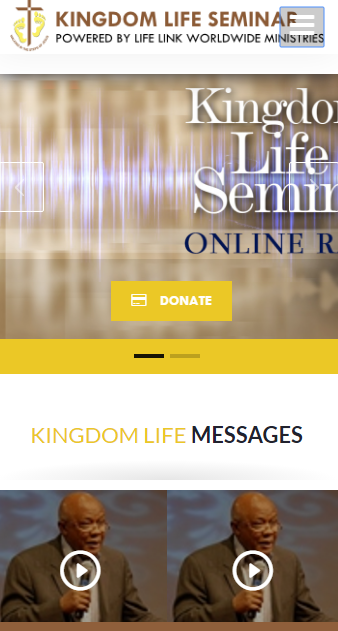 KINGDOM LIFE SEMINAR
POWERED BY LIFE LINK WORLDWIDE MINISTRIES
Kingdom
Life
Semin
ONLINE R
DONATE
KINGDOM LIFE MESSAGES